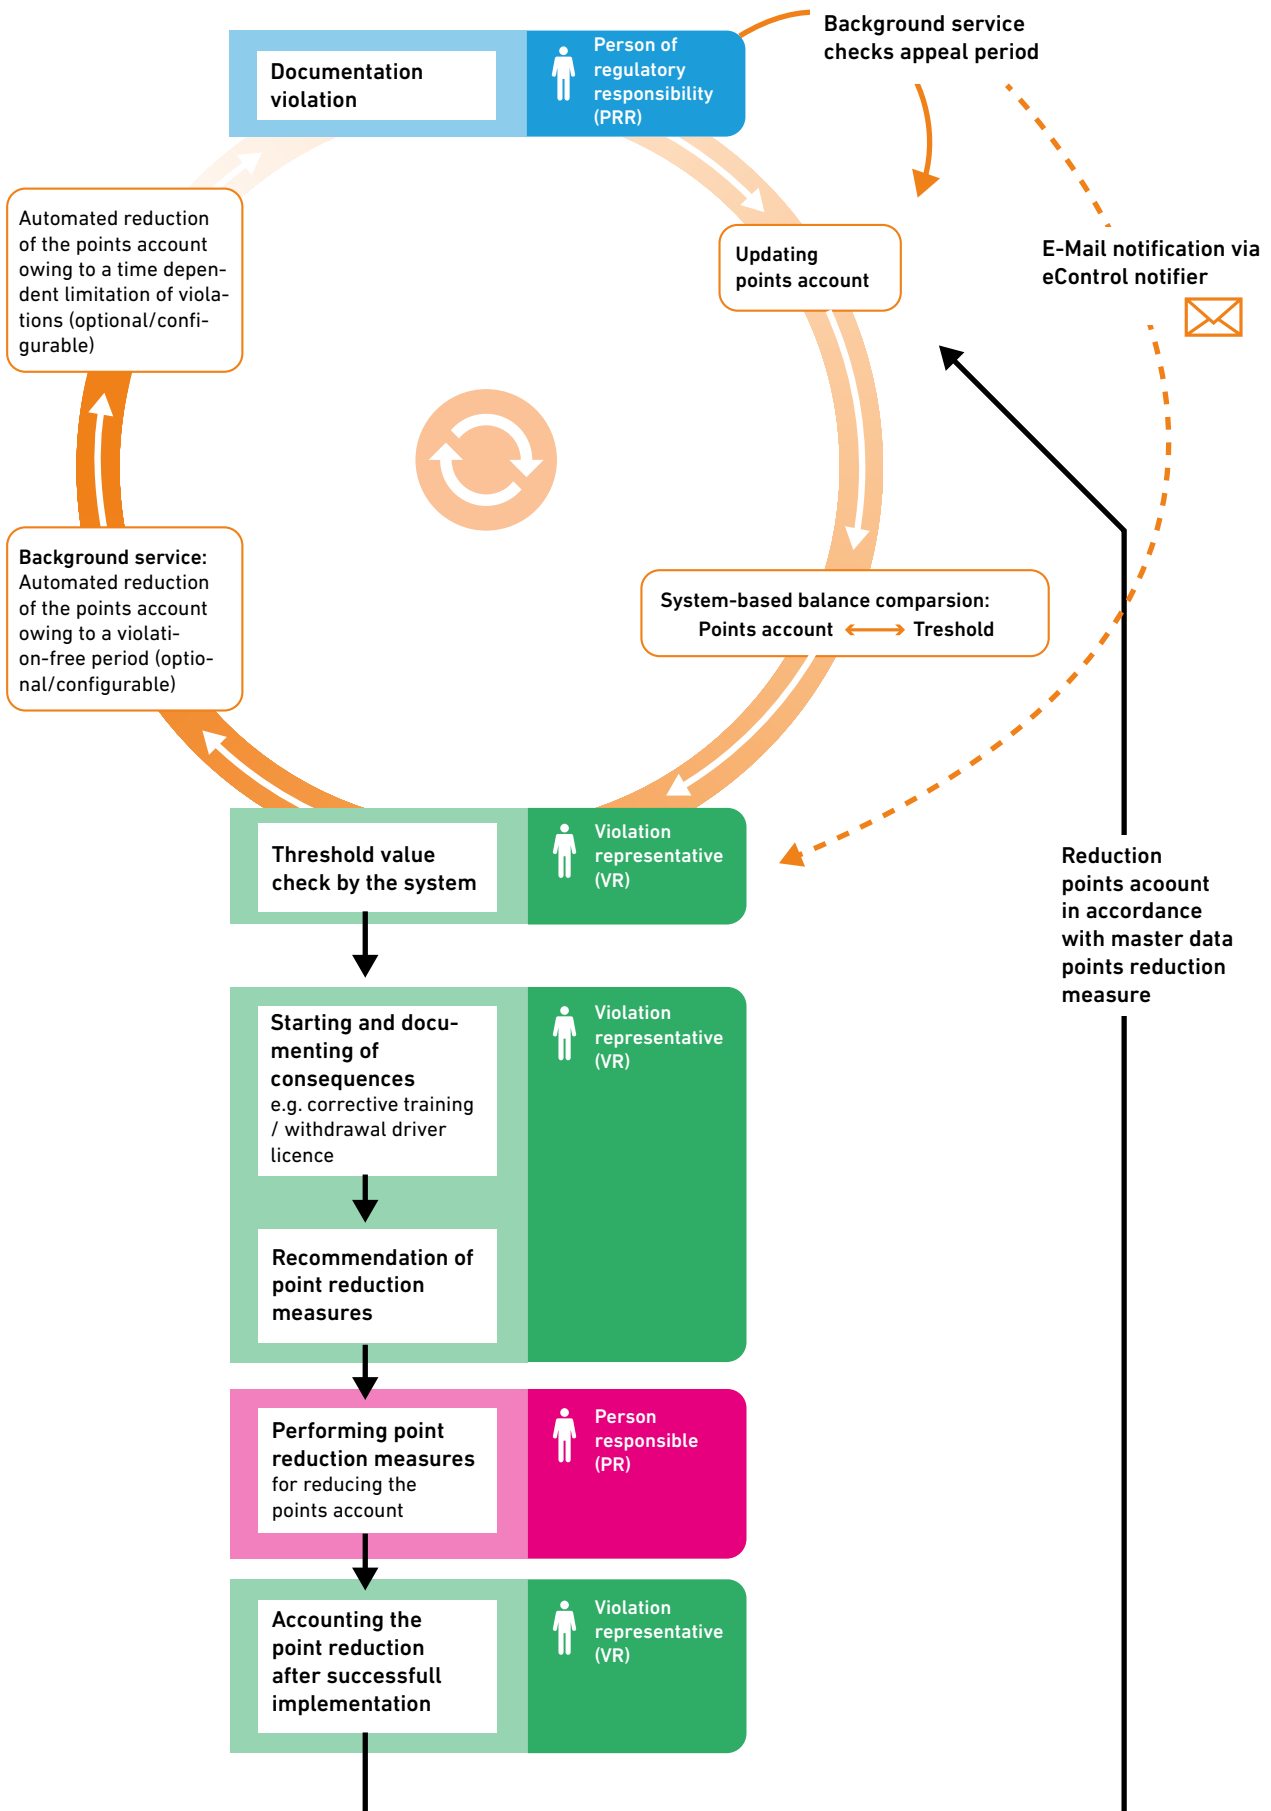 Background service
checks appeal period
Documentation
violation
Person of
regulatory
responsibility
(PRR)
Automated reduction
of the points account
owing to a time depen-
dent limitation of viola-
tions (optional/confi-
gurable)
Updating
points account
E-Mail notification via
eControl notifier
Background service:
Automated reduction
of the points account
owing to a violati-
on-free period (optio-
nal/configurable)
System-based balance comparsion:
Points account Treshold
Threshold value
check by the system
Violation
representative
(VR)
Reduction
points acoount
in accordance
with master data
points reduction
measure
Starting and docu-
menting of
consequences
e.g. corrective training
/ withdrawal driver
licence
Violation
representative
(VR)
Recommendation of
point reduction
measures
Performing point
reduction measures
for reducing the
points account
Person
responsible
(PR)
Accounting the
point reduction
after successfull
implementation
Violation
representative
(VR)